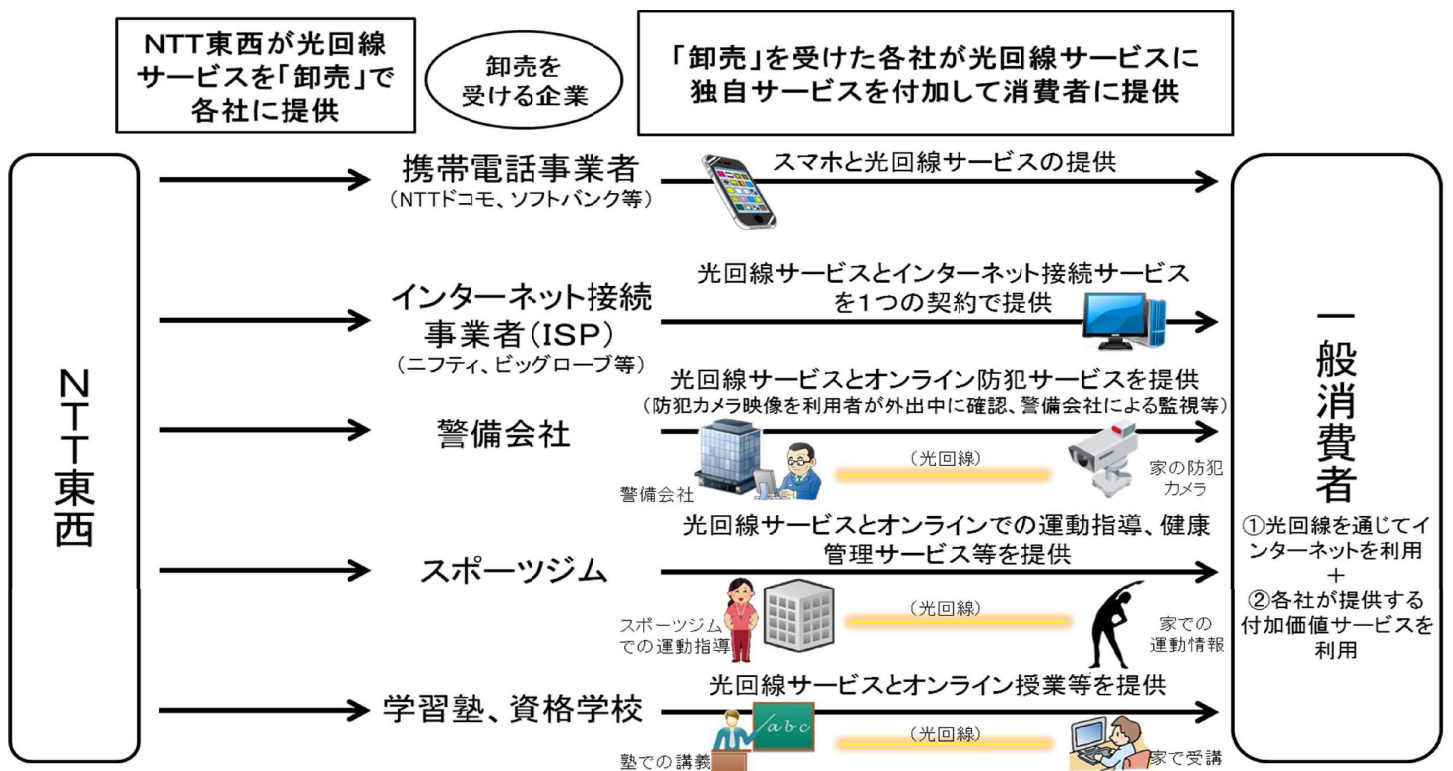 NTT東西が光回線
サービスを「卸売」で
各社に提供
卸売を
受ける企業
「卸売」を受けた各社が光回線サービスに
独自サービスを付加して消費者に提供
NTT東西
携帯電話事業者
(NTTドコモ、ソフトバンク等)
スマホと光回線サービスの提供
インターネット接続
事業者(ISP)
(ニフティ、ビッグローブ等)
光回線サービスとインターネット接続サービス
を1つの契約で提供
警備会社
光回線サービスとオンライン防犯サービスを提供
(防犯カメラ映像を利用者が外出中に確認、警備会社による監視等)
警備会社
(光回線)
家の防犯
カメラ
スポーツジム
光回線サービスとオンラインでの運動指導、健康
管理サービス等を提供
スポーツジム
での運動指導
(光回線)
家での
運動情報
学習塾、資格学校
光回線サービスとオンライン授業等を提供
abc
塾での講義
(光回線)
家で受講
一般消費者
①光回線を通じてイ
ンターネットを利用
+
②各社が提供する
付加価値サービスを
利用